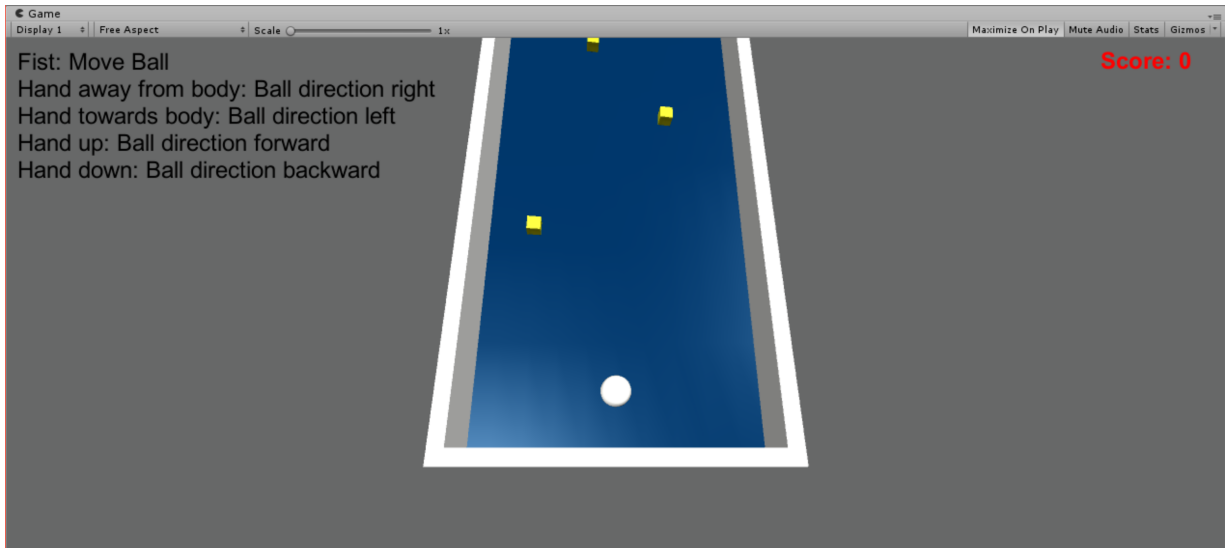 Game
Display 1 Free Aspect Scale 1x Maximize On Play Mute Audio Stats Gizmos
Fist: Move Ball
Score: 0
Hand away from body: Ball direction right
Hand towards body: Ball direction left
Hand up: Ball direction forward
Hand down: Ball direction backward